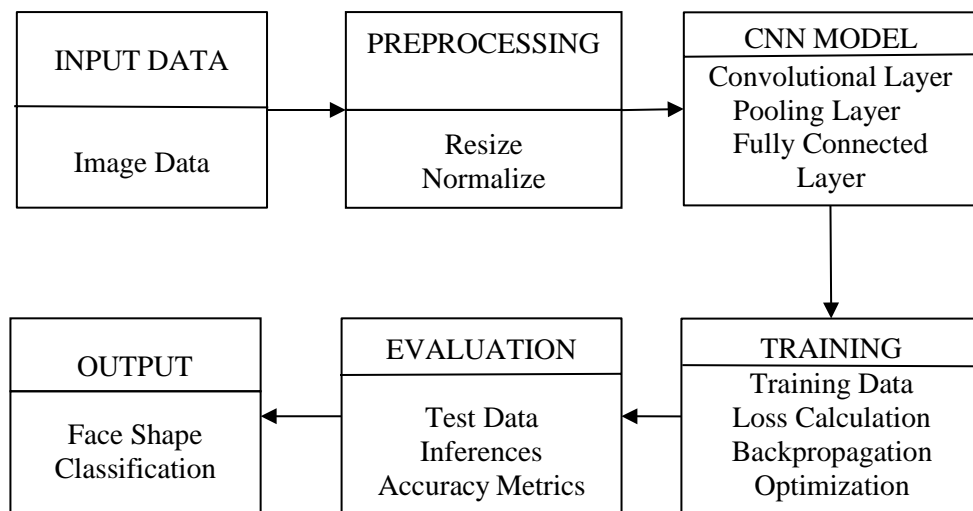 INPUT DATA
Image Data
PREPROCESSING
Resize
Normalize
CNN MODEL
Convolutional Layer
Pooling Layer
Fully Connected
Layer
TRAINING
Training Data
Loss Calculation
Backpropagation
Optimization
EVALUATION
Test Data
Inferences
Accuracy Metrics
OUTPUT
Face Shape
Classification